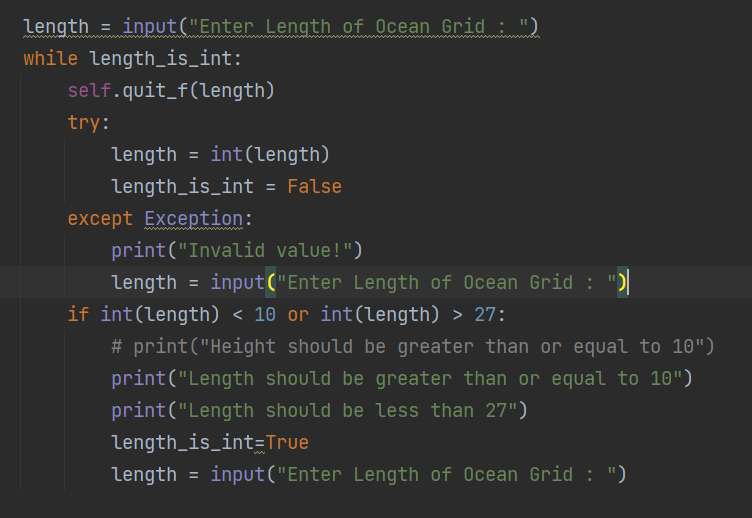 length = input("Enter Length of Ocean Grid : ")
while length_is_int:
    self.quit_f(length)
    try:
        length = int(length)
        length_is_int = False
    except Exception:
        print("Invalid value!")
        length = input("Enter Length of Ocean Grid : ")
    if int(length) < 10 or int(length) > 27:
        # print("Height should be greater than or equal to 10")
        print("Length should be greater than or equal to 10")
        print("Length should be less than 27")
        length_is_int=True
        length = input("Enter Length of Ocean Grid : ")